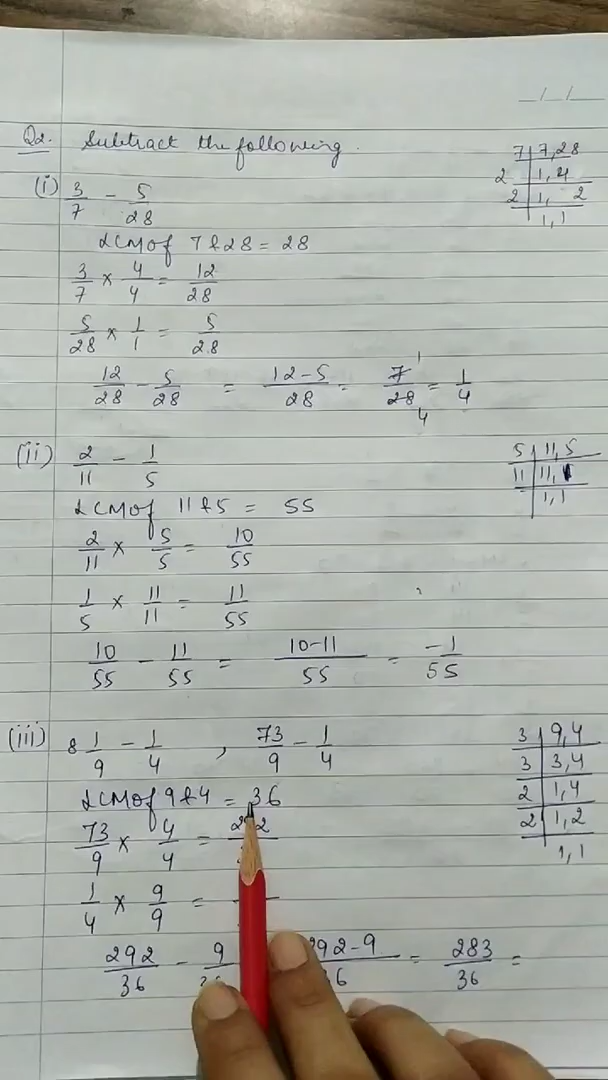 _/_/_
Q2. Subtract the following.
7 | 7, 28
2 | 1, 4
2 | 1, 2
1, 1
(i) 3/7 - 5/28
LCM of 7 & 28 = 28
3/7 × 4/4 = 12/28
5/28 × 1/1 = 5/28
12/28 - 5/28 = 12-5/28 = 7/28 = 1/4
1
4
(ii) 2/11 - 1/5
5 | 11, 5
11 | 11, 1
1, 1
LCM of 11 & 5 = 55
2/11 × 5/5 = 10/55
1/5 × 11/11 = 11/55
10/55 - 11/55 = 10-11/55 = -1/55
(iii) 8 1/9 - 1/4 , 73/9 - 1/4
3 | 9, 4
3 | 3, 4
2 | 1, 4
2 | 1, 2
1, 1
LCM of 9 & 4 = 36
73/9 × 4/4 =
1/4 × 9/9 =
292/36 - 9 292-9 = 283/36 =